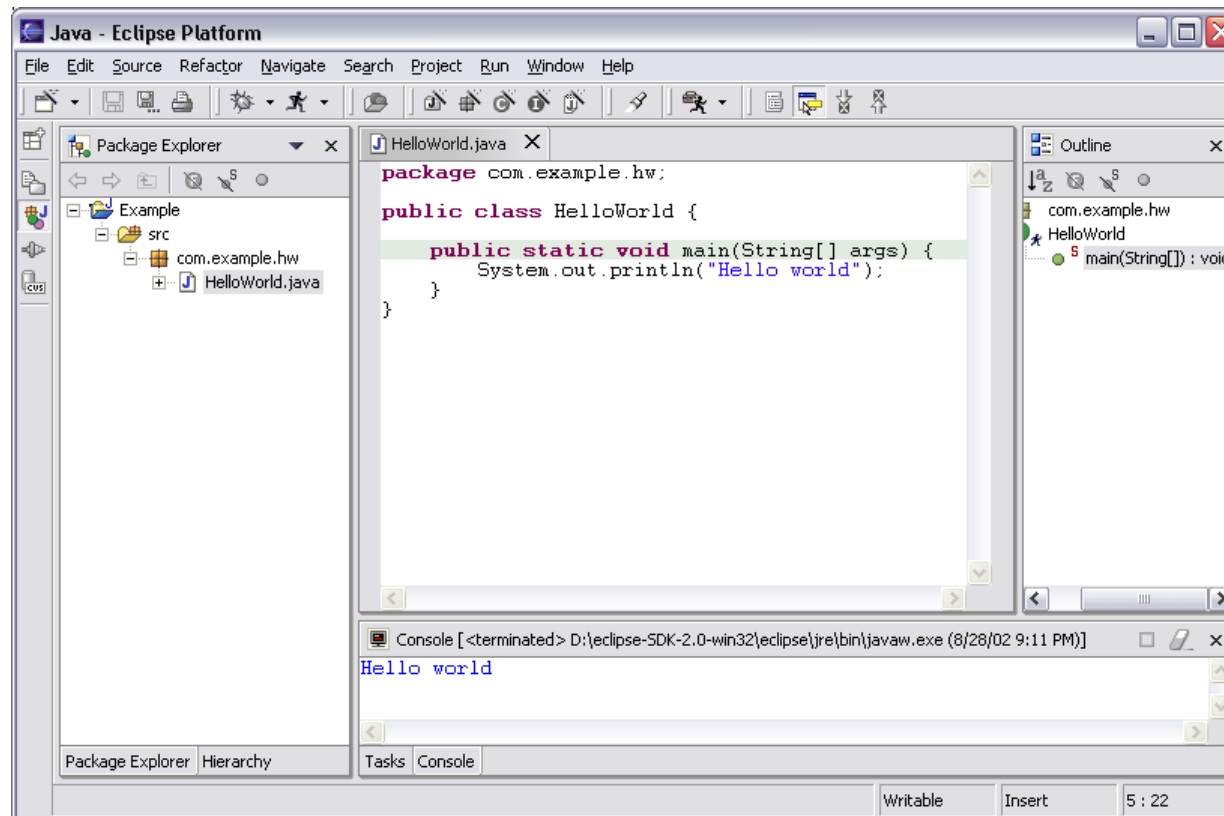 Java - Eclipse Platform
File Edit Source Refactor Navigate Search Project Run Window Help
Package Explorer
Example
src
com.example.hw
HelloWorld.java
Package Explorer Hierarchy
HelloWorld.java
package com.example.hw;
public class HelloWorld {
public static void main(String[] args) {
System.out.println("Hello world");
}
}
Outline
com.example.hw
HelloWorld
S main(String[]) : void
Console [<terminated> D:\eclipse-SDK-2.0-win32\eclipse\jre\bin\javaw.exe (8/28/02 9:11 PM)]
Hello world
Tasks Console
Writable Insert 5 : 22